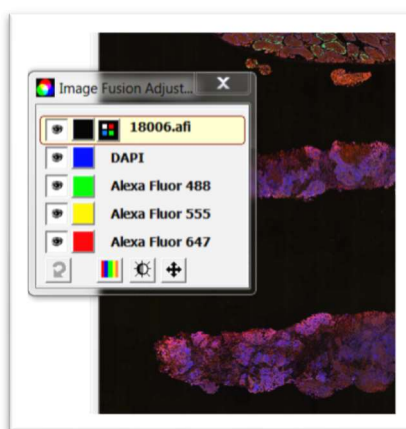 Image Fusion Adjust...
18006.afi
DAPI
Alexa Fluor 488
Alexa Fluor 555
Alexa Fluor 647